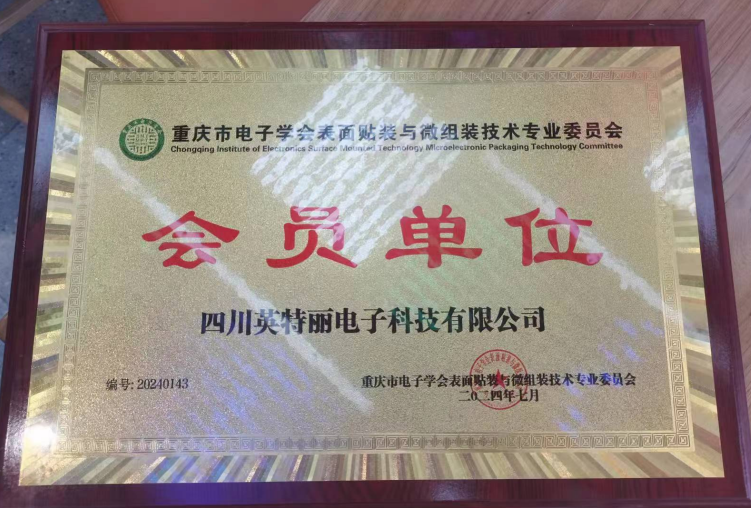 重庆市电子学会表面贴装与微组装技术专业委员会
Chongqing Institute of Electronics Surface Mounted Technology Microelectronic Packaging Technology Committee
会员单位
四川英特丽电子科技有限公司
编号: 20240143
重庆市电子学会表面贴装与微组装技术专业委员会
二〇二四年七月